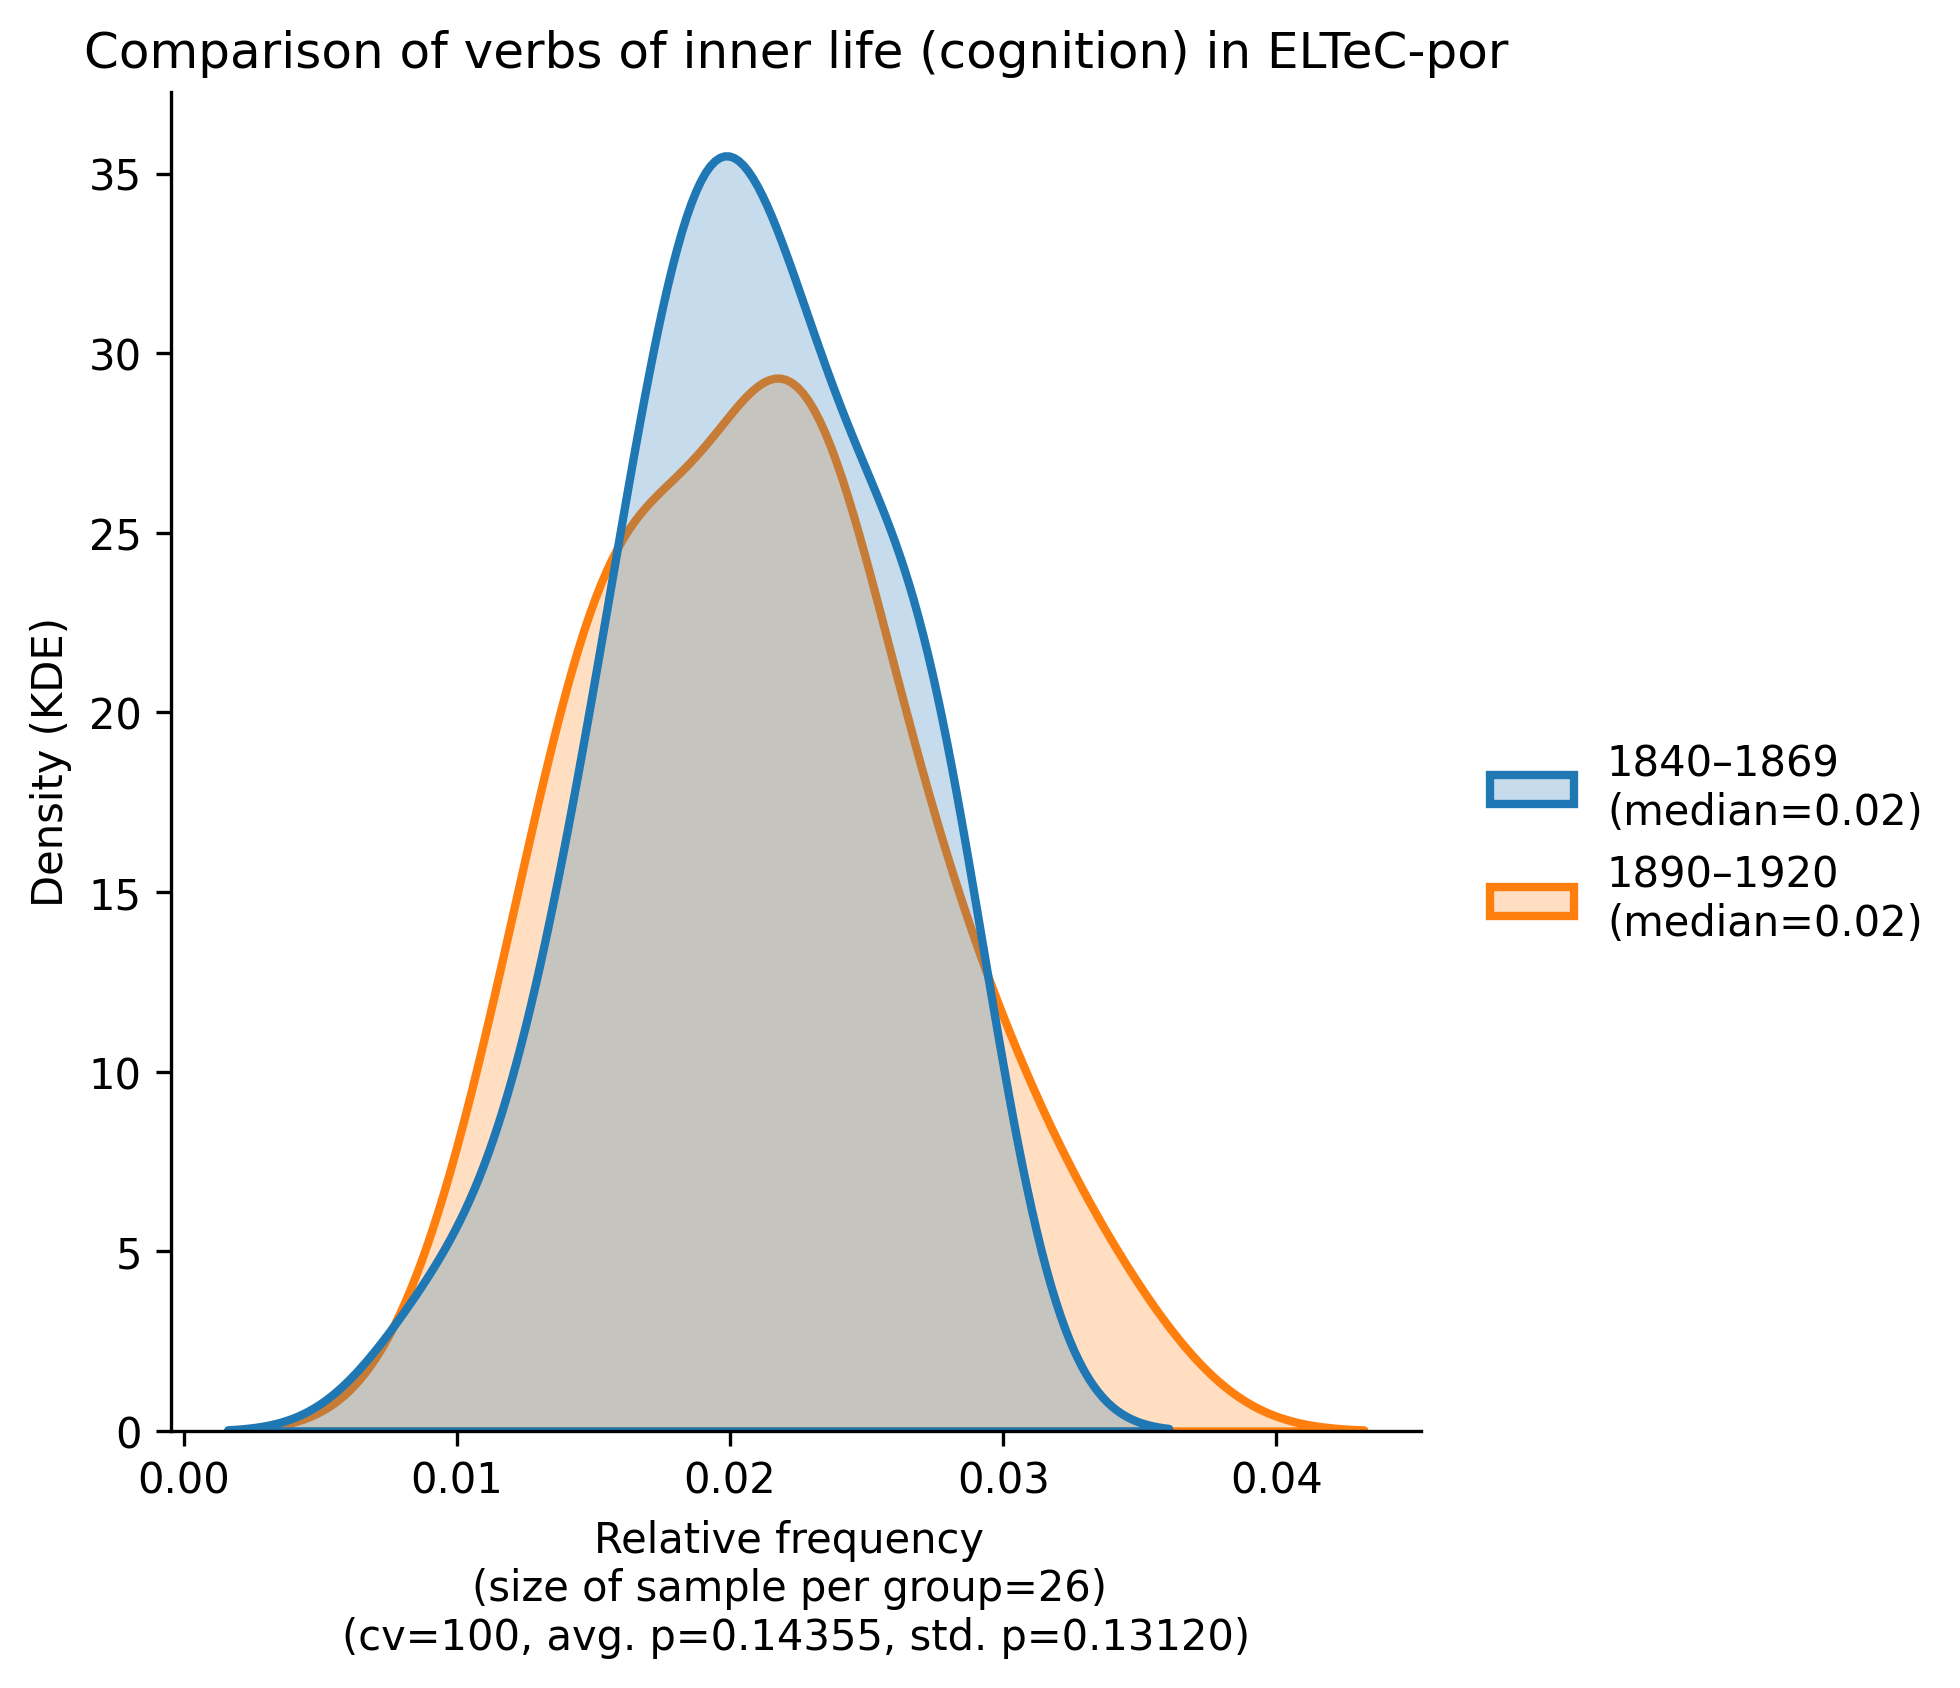 Comparison of verbs of inner life (cognition) in ELTeC-por
Density (KDE)
35
30
25
20
15
10
5
0
0.00 0.01 0.02 0.03 0.04
Relative frequency
(size of sample per group=26)
(cv=100, avg. p=0.14355, std. p=0.13120)
1840–1869
(median=0.02)
1890–1920
(median=0.02)